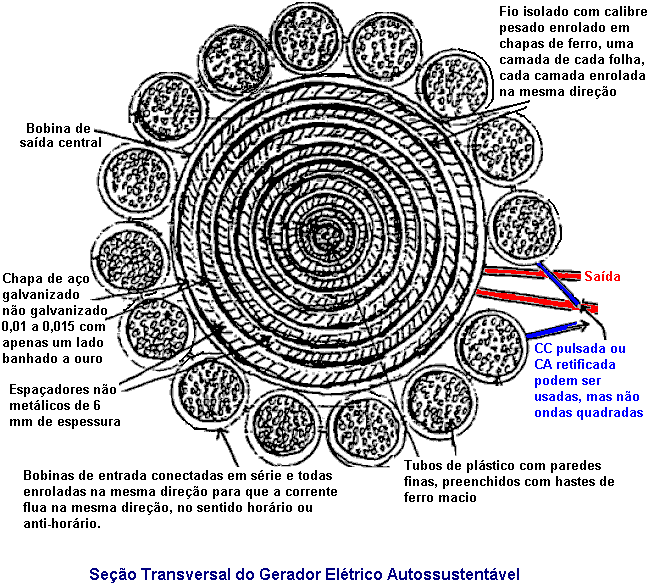 Fio isolado com calibre
pesado enrolado em
chapas de ferro, uma
camada de cada folha,
cada camada enrolada
na mesma direção
Bobina de
saída central
Saída
Chapa de aço
galvanizado
não galvanizado
0,01 a 0,015 com
apenas um lado
banhado a ouro
CC pulsada ou
CA retificada
podem ser
usadas, mas não
ondas quadradas
Espaçadores não
metálicos de 6
mm de espessura
Tubos de plástico com paredes
finas, preenchidos com hastes de
ferro macio
Bobinas de entrada conectadas em série e todas
enroladas na mesma direção para que a corrente
flua na mesma direção, no sentido horário ou
anti-horário.
Seção Transversal do Gerador Elétrico Autossustentável